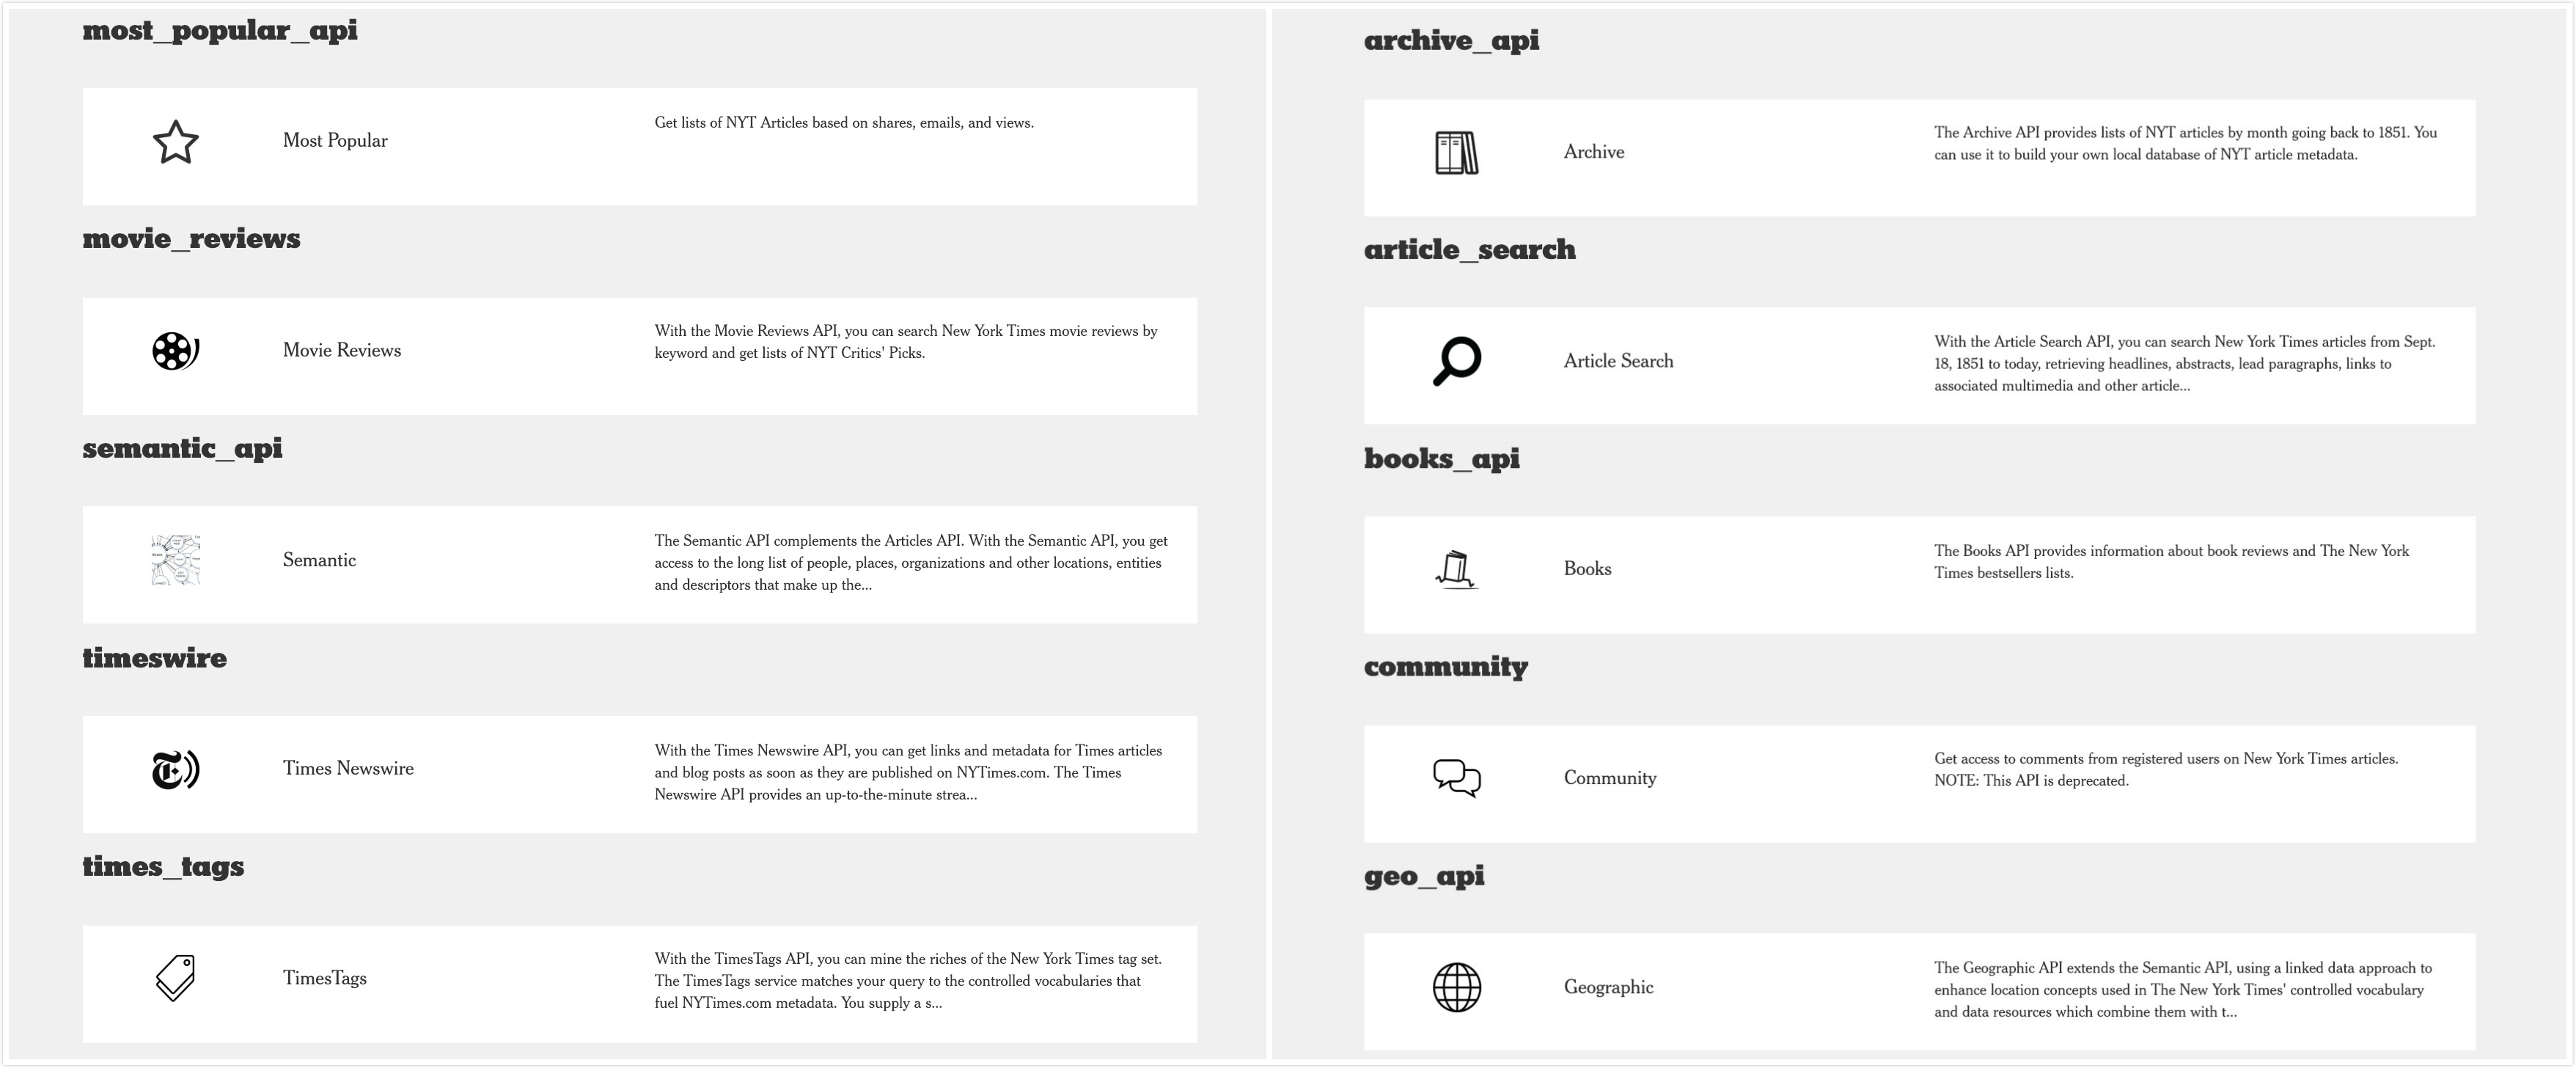 most_popular_api
Most Popular
Get lists of NYT Articles based on shares, emails, and views.
movie_reviews
Movie Reviews
With the Movie Reviews API, you can search New York Times movie reviews by
keyword and get lists of NYT Critics' Picks.
semantic_api
Semantic
The Semantic API complements the Articles API. With the Semantic API, you get
access to the long list of people, places, organizations and other locations, entities
and descriptors that make up the...
timeswire
Times Newswire
With the Times Newswire API, you can get links and metadata for Times articles
and blog posts as soon as they are published on NYTimes.com. The Times
Newswire API provides an up-to-the-minute strea...
times_tags
TimesTags
With the TimesTags API, you can mine the riches of the New York Times tag set.
The TimesTags service matches your query to the controlled vocabularies that
fuel NYTimes.com metadata. You supply a s...
archive_api
Archive
The Archive API provides lists of NYT articles by month going back to 1851. You
can use it to build your own local database of NYT article metadata.
article_search
Article Search
With the Article Search API, you can search New York Times articles from Sept.
18, 1851 to today, retrieving headlines, abstracts, lead paragraphs, links to
associated multimedia and other article...
books_api
Books
The Books API provides information about book reviews and The New York
Times bestsellers lists.
community
Community
Get access to comments from registered users on New York Times articles.
NOTE: This API is deprecated.
geo_api
Geographic
The Geographic API extends the Semantic API, using a linked data approach to
enhance location concepts used in The New York Times' controlled vocabulary
and data resources which combine them with t...